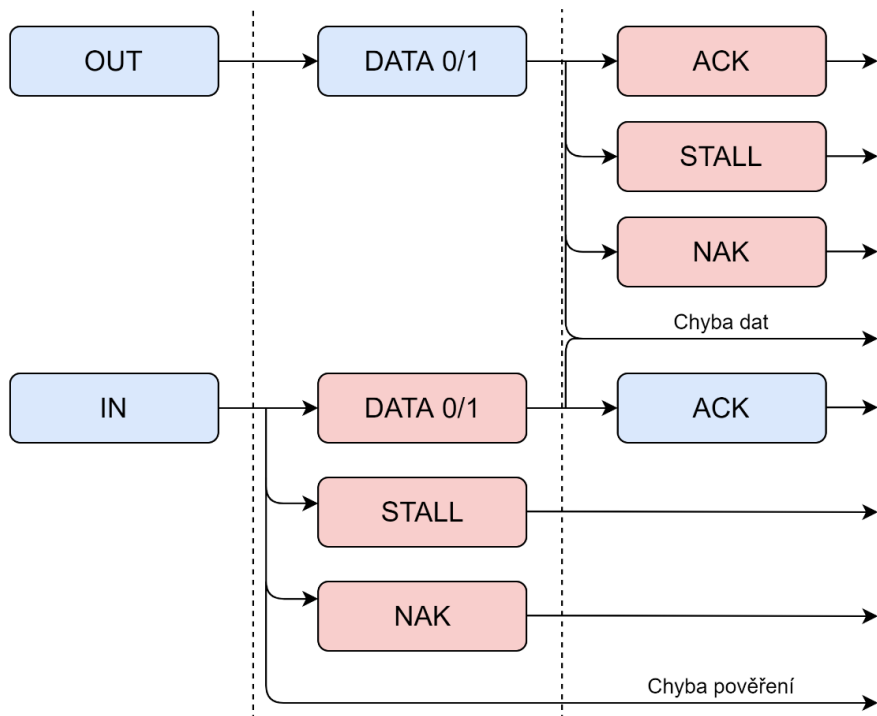 OUT
DATA 0/1
ACK
STALL
NAK
Chyba dat
IN
DATA 0/1
ACK
STALL
NAK
Chyba pověření